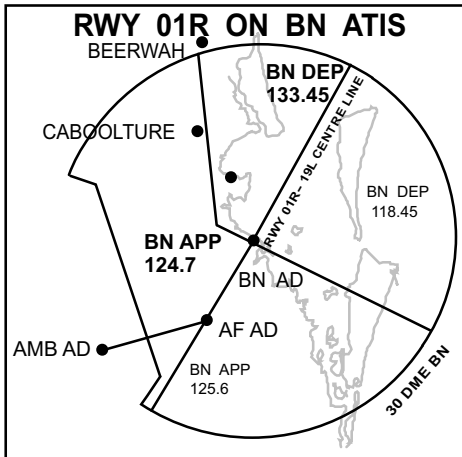 RWY 01R ON BN ATIS
BEERWAH
BN DEP
133.45
CABOOLTURE
RWY 01R- 19L CENTRE LINE
BN DEP
118.45
BN APP
124.7
BN AD
AF AD
AMB AD
BN APP
125.6
30 DME BN